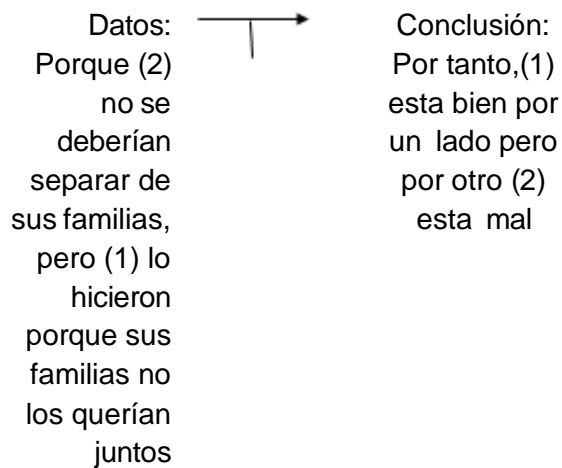 Datos:
Porque (2)
no se
deberían
separar de
sus familias,
pero (1) lo
hicieron
porque sus
familias no
los querían
juntos
Conclusión:
Por tanto,(1)
esta bien por
un lado pero
por otro (2)
esta mal